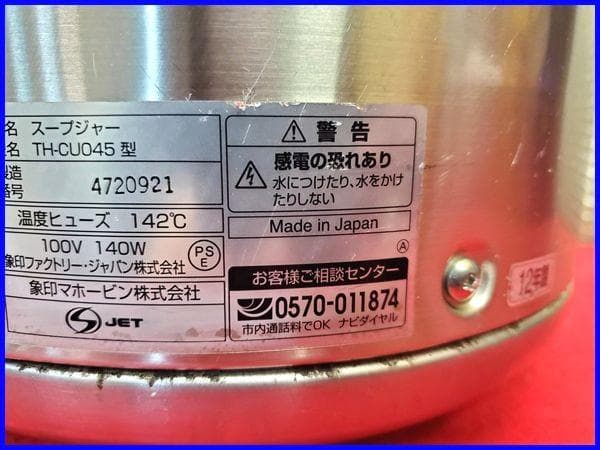 名 スープジャー
名 TH-CU045 型
製造
番号 4720921
温度ヒューズ 142℃
100V 140W
象印ファクトリー・ジャパン株式会社
PS
E
象印マホービン株式会社
JET
警告
感電の恐れあり
水につけたり、水をかけ
たりしない
Made in Japan
A
お客様ご相談センター
0570-011874
市内通話料でOK ナビダイヤル
12年製